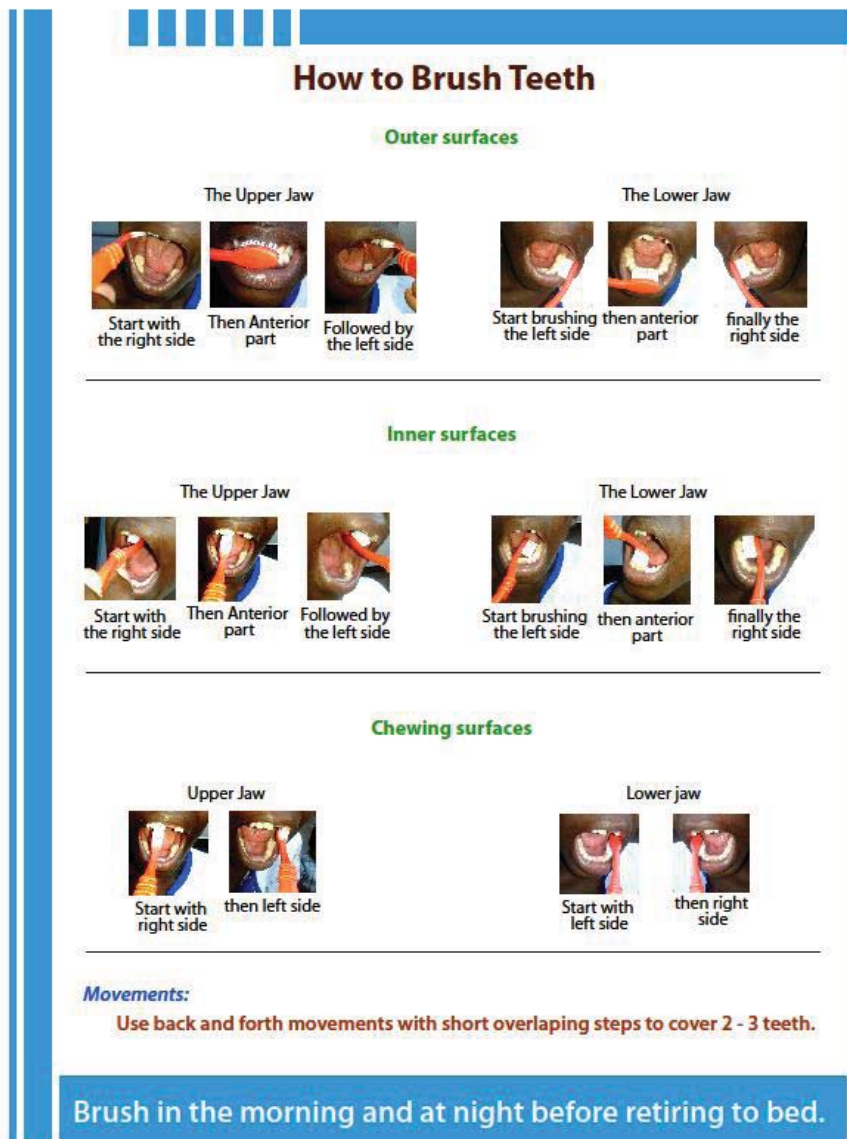 How to Brush Teeth
Outer surfaces
The Upper Jaw
Start with
the right side
Then Anterior
part
Followed by
the left side
The Lower Jaw
Start brushing
the left side
then anterior
part
finally the
right side
Inner surfaces
The Upper Jaw
Start with
the right side
Then Anterior
part
Followed by
the left side
The Lower Jaw
Start brushing
the left side
then anterior
part
finally the
right side
Chewing surfaces
Upper Jaw
Start with
right side
then left side
Lower jaw
Start with
left side
then right
side
Movements:
Use back and forth movements with short overlaping steps to cover 2 - 3 teeth.
Brush in the morning and at night before retiring to bed.